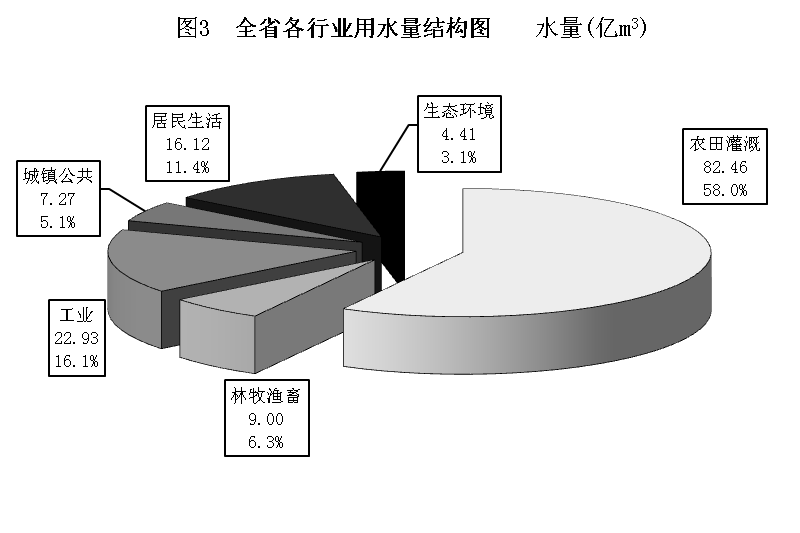 图3  全省各行业用水量结构图    水量(亿m³)
生态环境
4.41
3.1%
居民生活
16.12
11.4%
农田灌溉
82.46
58.0%
城镇公共
7.27
5.1%
工业
22.93
16.1%
林牧渔畜
9.00
6.3%